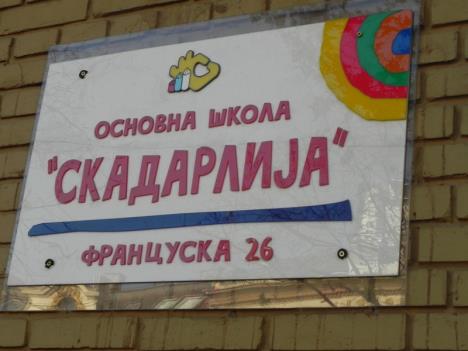 ОСНОВНА ШКОЛА
"СКАДАРЛИЈА"
ФРАНЦУСКА 26